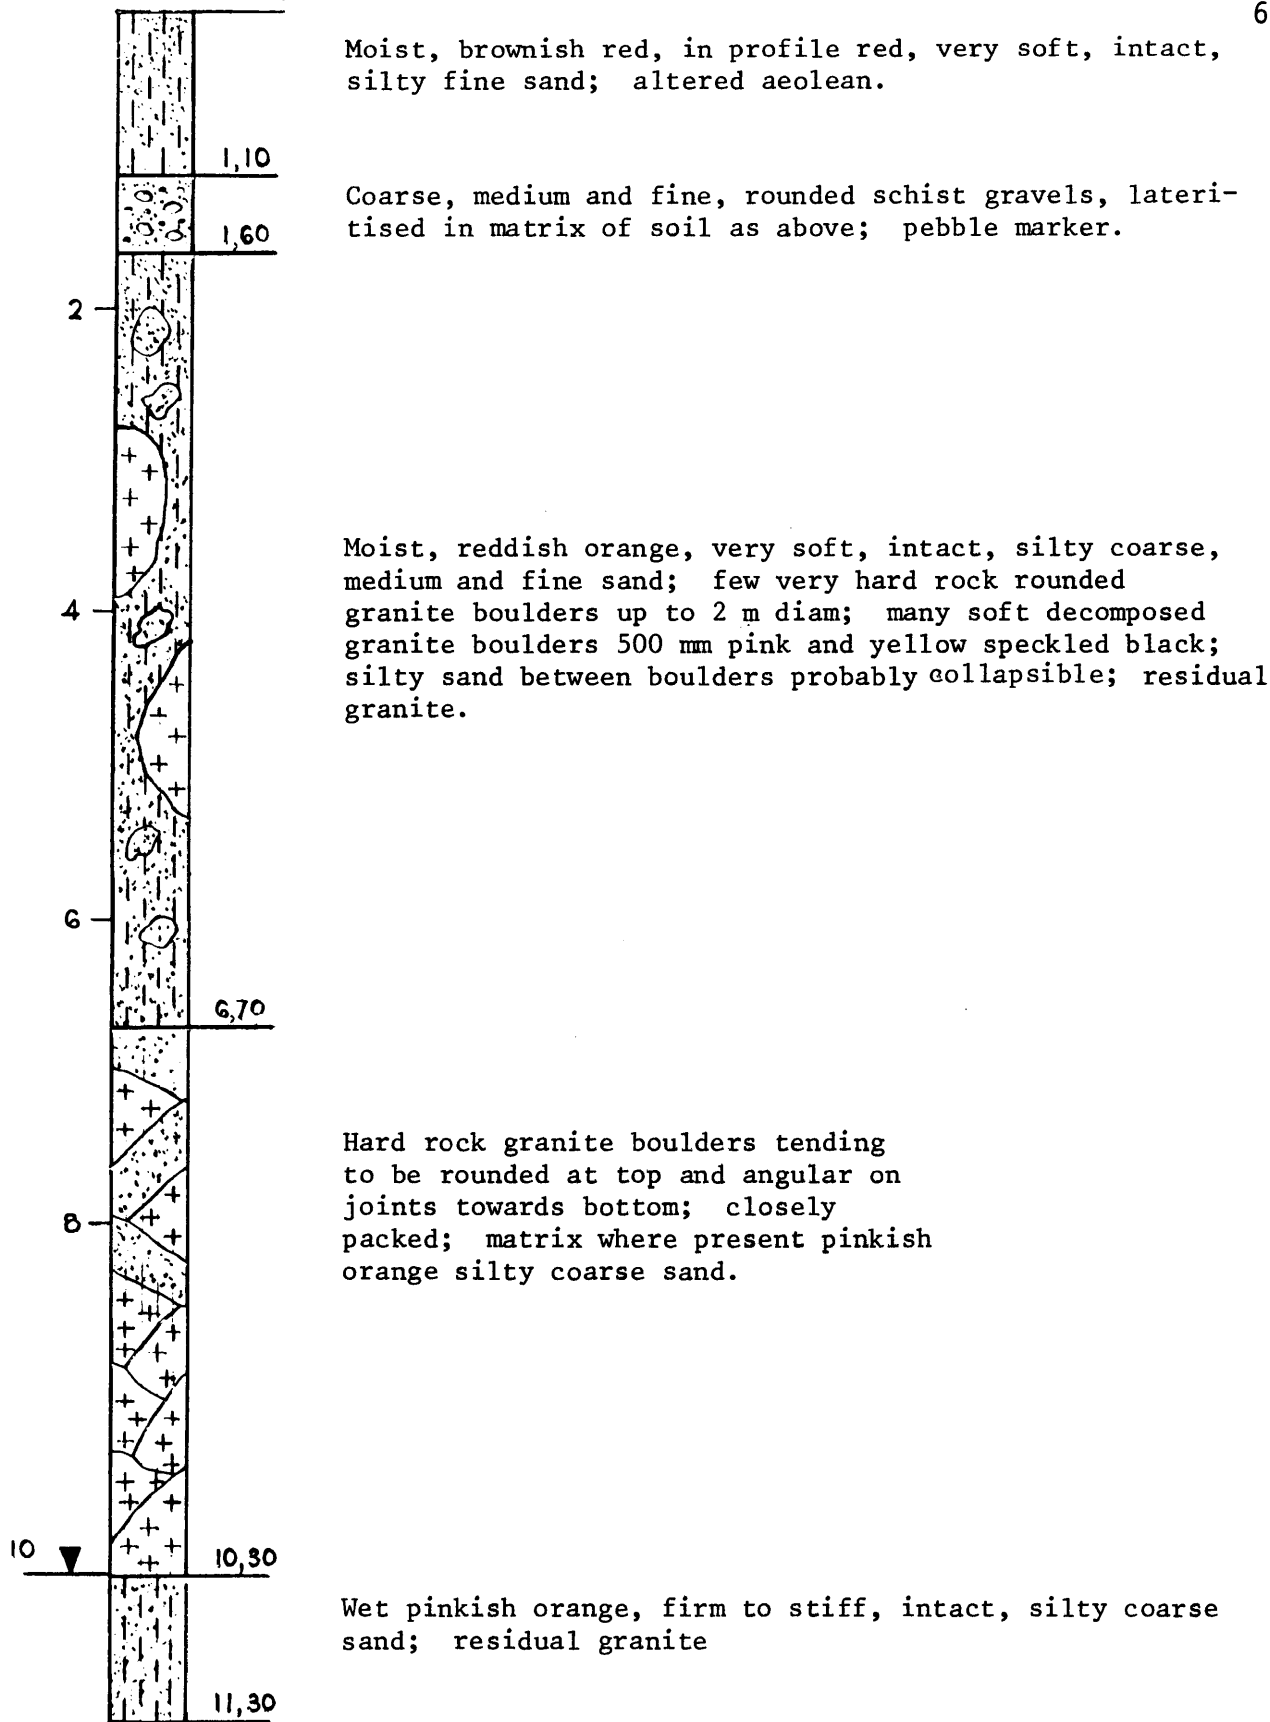 6
Moist, brownish red, in profile red, very soft, intact,
silty fine sand; altered aeolean.
1,10
Coarse, medium and fine, rounded schist gravels, lateri-
tised in matrix of soil as above; pebble marker.
1,60
2
Moist, reddish orange, very soft, intact, silty coarse,
medium and fine sand; few very hard rock rounded
4
granite boulders up to 2 m diam; many soft decomposed
granite boulders 500 mm pink and yellow speckled black;
silty sand between boulders probably collapsible; residual
granite.
6
6,70
Hard rock granite boulders tending
to be rounded at top and angular on
joints towards bottom; closely
8
packed; matrix where present pinkish
orange silty coarse sand.
10
10,30
Wet pinkish orange, firm to stiff, intact, silty coarse
sand; residual granite
11,30